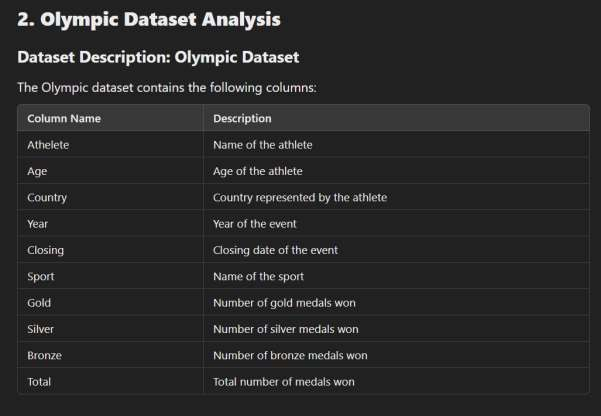 2. Olympic Dataset Analysis
Dataset Description: Olympic Dataset
The Olympic dataset contains the following columns:
Column Name Description
Athelete Name of the athlete
Age Age of the athlete
Country Country represented by the athlete
Year Year of the event
Closing Closing date of the event
Sport Name of the sport
Gold Number of gold medals won
Silver Number of silver medals won
Bronze Number of bronze medals won
Total Total number of medals won